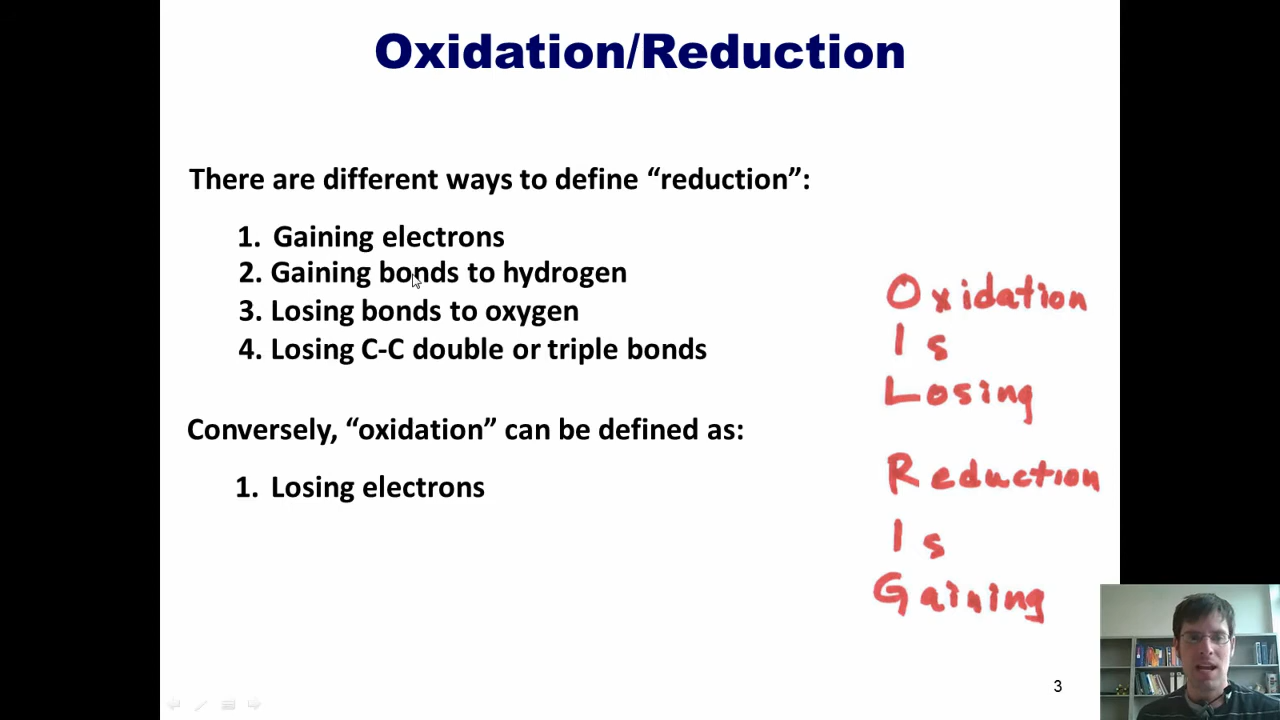 Oxidation/Reduction
There are different ways to define “reduction”:
1. Gaining electrons
2. Gaining bonds to hydrogen
3. Losing bonds to oxygen
4. Losing C-C double or triple bonds
Conversely, “oxidation” can be defined as:
1. Losing electrons
Oxidation
Is
Losing
Reduction
Is
Gaining
3